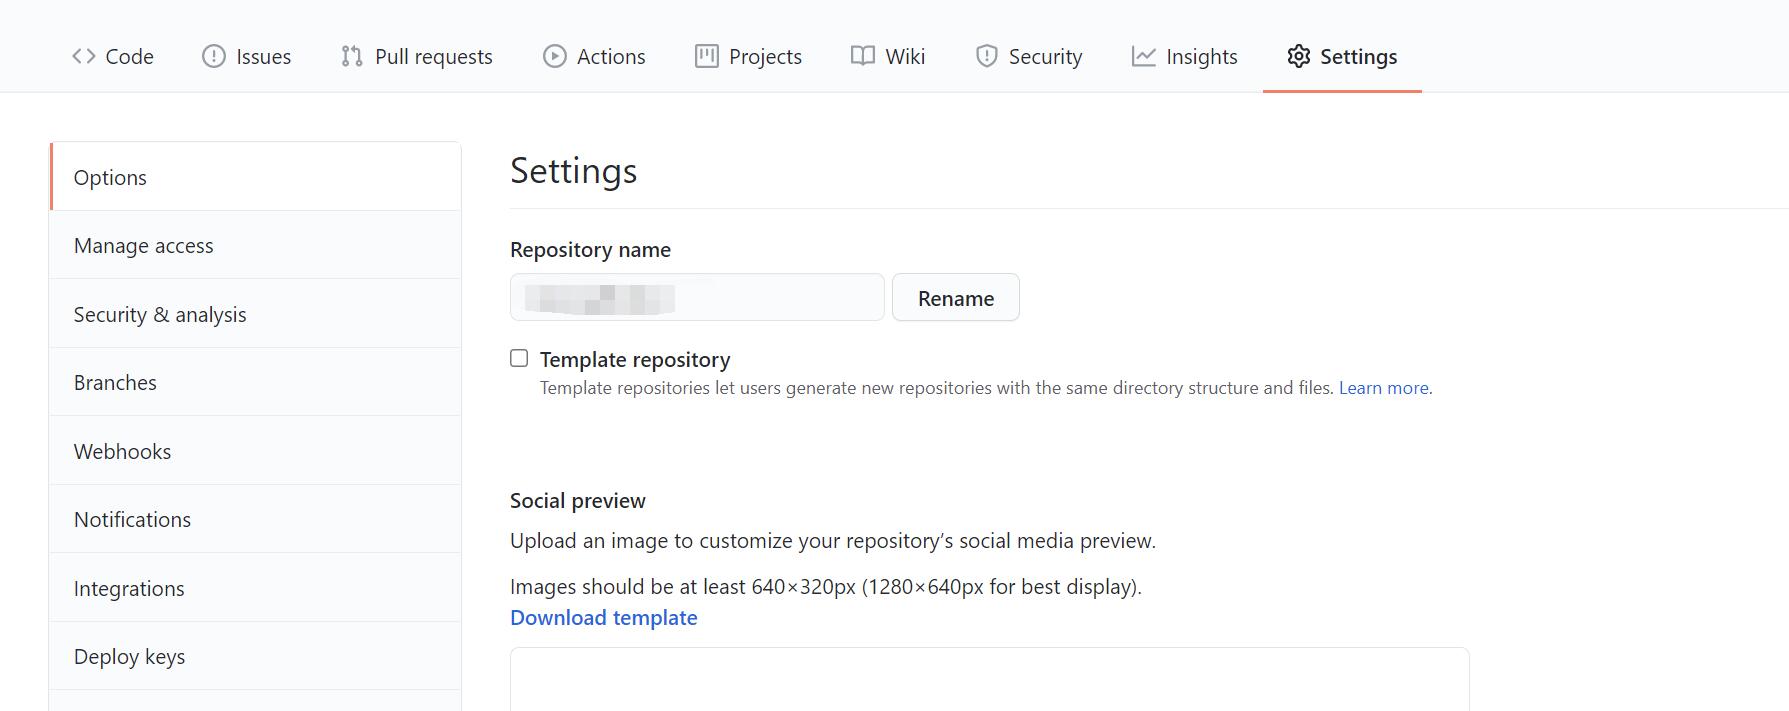 Code Issues Pull requests Actions Projects Wiki Security Insights Settings
Options
Manage access
Security & analysis
Branches
Webhooks
Notifications
Integrations
Deploy keys
Settings
Repository name
Rename
Template repository
Template repositories let users generate new repositories with the same directory structure and files. Learn more.
Social preview
Upload an image to customize your repository’s social media preview.
Images should be at least 640×320px (1280×640px for best display).
Download template